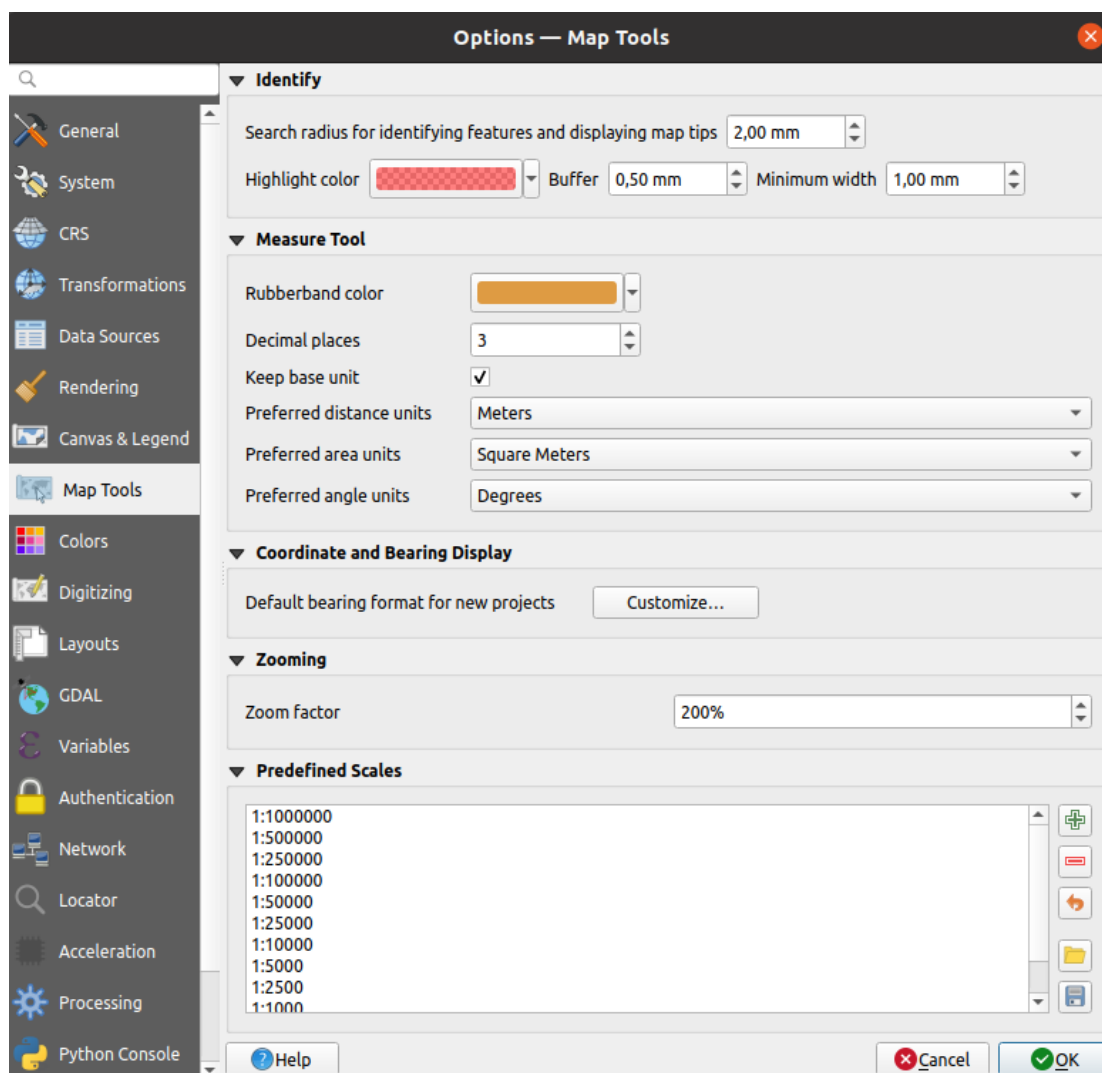 Options — Map Tools
General
System
CRS
Transformations
Data Sources
Rendering
Canvas & Legend
Map Tools
Colors
Digitizing
Layouts
GDAL
Variables
Authentication
Network
Locator
Acceleration
Processing
Python Console
Identify
Search radius for identifying features and displaying map tips 2,00 mm
Highlight color Buffer 0,50 mm Minimum width 1,00 mm
Measure Tool
Rubberband color
Decimal places 3
Keep base unit
Preferred distance units Meters
Preferred area units Square Meters
Preferred angle units Degrees
Coordinate and Bearing Display
Default bearing format for new projects Customize...
Zooming
Zoom factor 200%
Predefined Scales
1:1000000
1:500000
1:250000
1:100000
1:50000
1:25000
1:10000
1:5000
1:2500
1:1000
Help Cancel OK